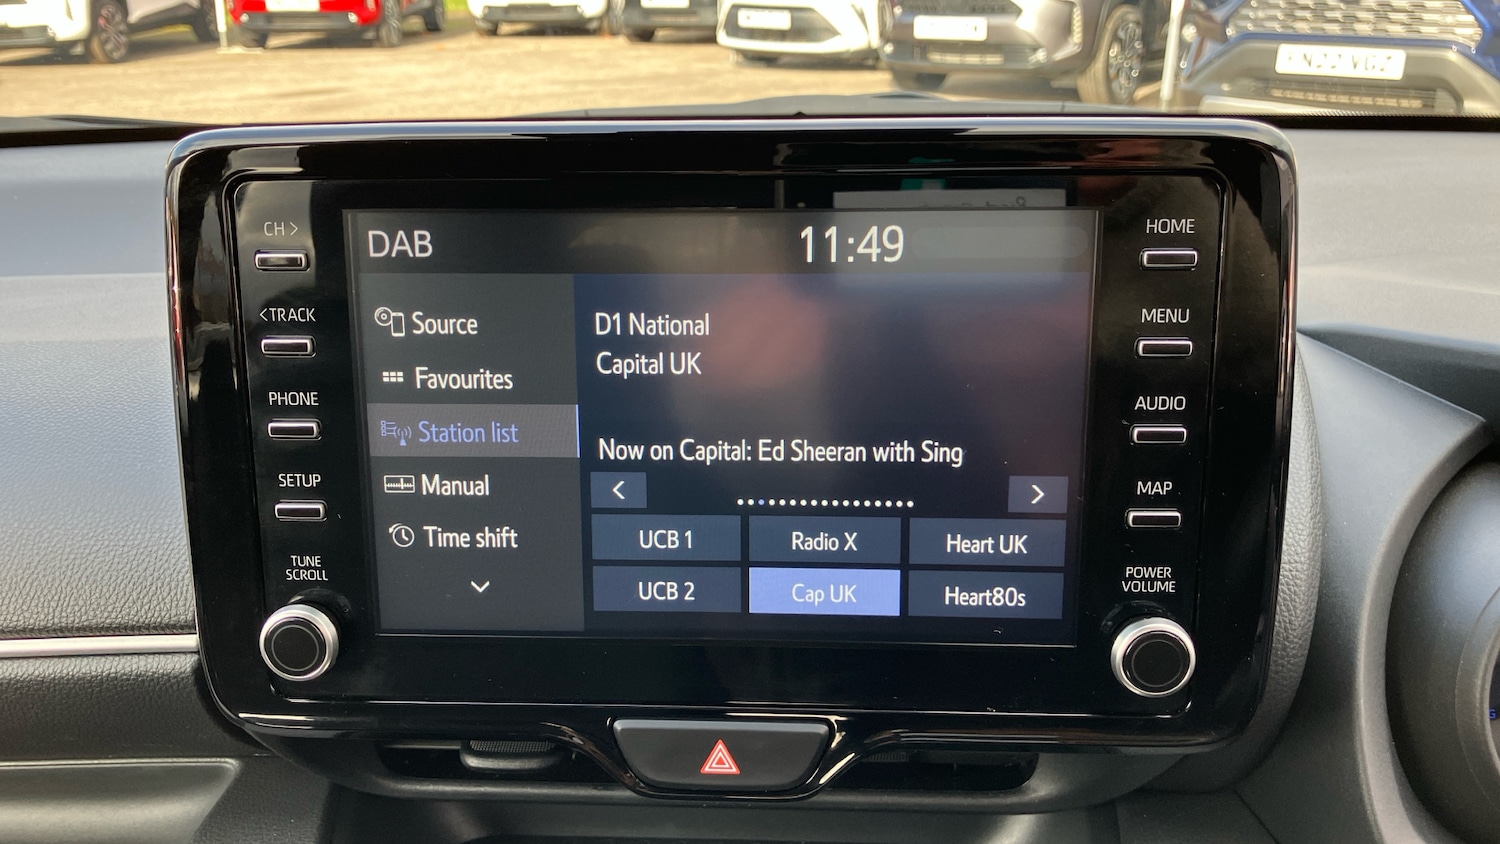 CH >
<TRACK
PHONE
SETUP
TUNE
SCROLL
DAB
11:49
Source
Favourites
Station list
Manual
Time shift
D1 National
Capital UK
Now on Capital: Ed Sheeran with Sing
<
>
UCB 1
Radio X
Heart UK
UCB 2
Cap UK
Heart80s
HOME
MENU
AUDIO
MAP
POWER
VOLUME